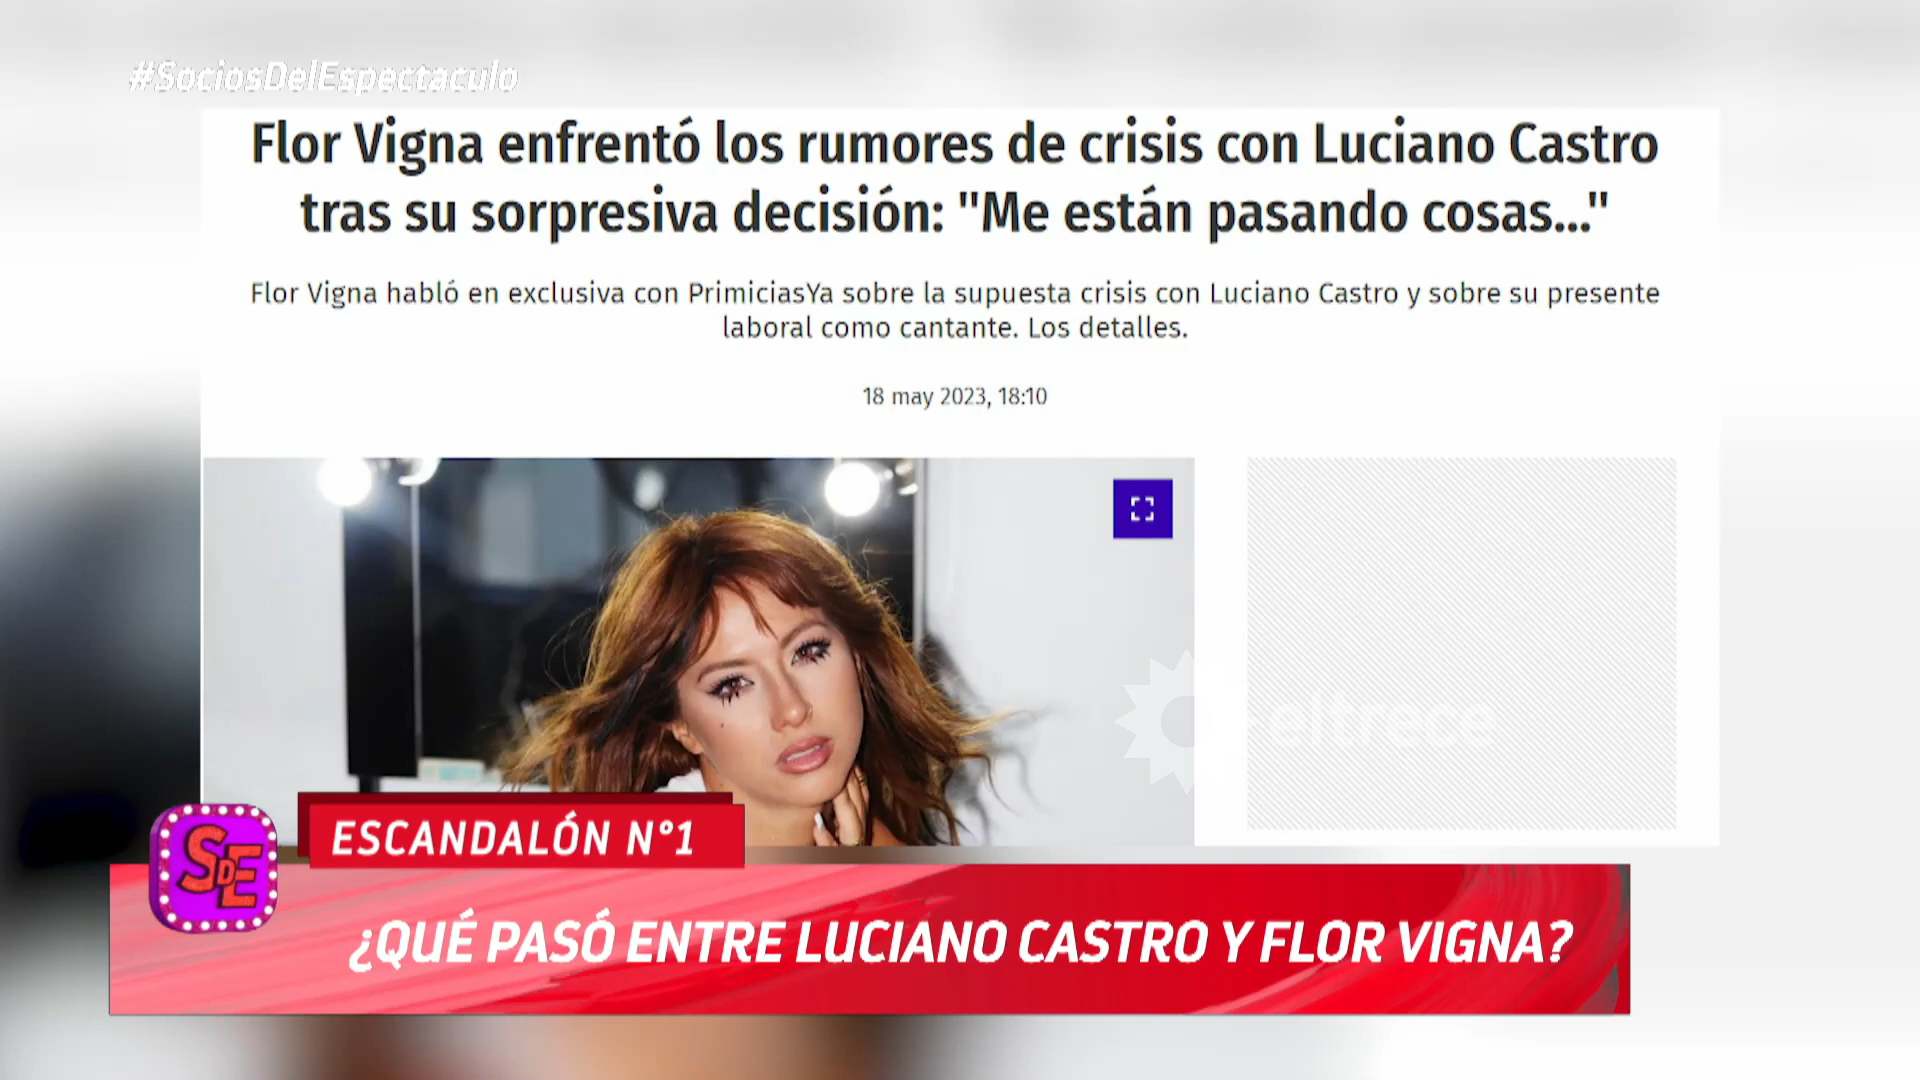 #SociosDelEspectaculo
Flor Vigna enfrentó los rumores de crisis con Luciano Castro
tras su sorpresiva decisión: "Me están pasando cosas..."
Flor Vigna habló en exclusiva con PrimiciasYa sobre la supuesta crisis con Luciano Castro y sobre su presente
laboral como cantante. Los detalles.
18 may 2023, 18:10
eltrece
SDE
ESCANDALÓN N°1
¿QUÉ PASÓ ENTRE LUCIANO CASTRO Y FLOR VIGNA?